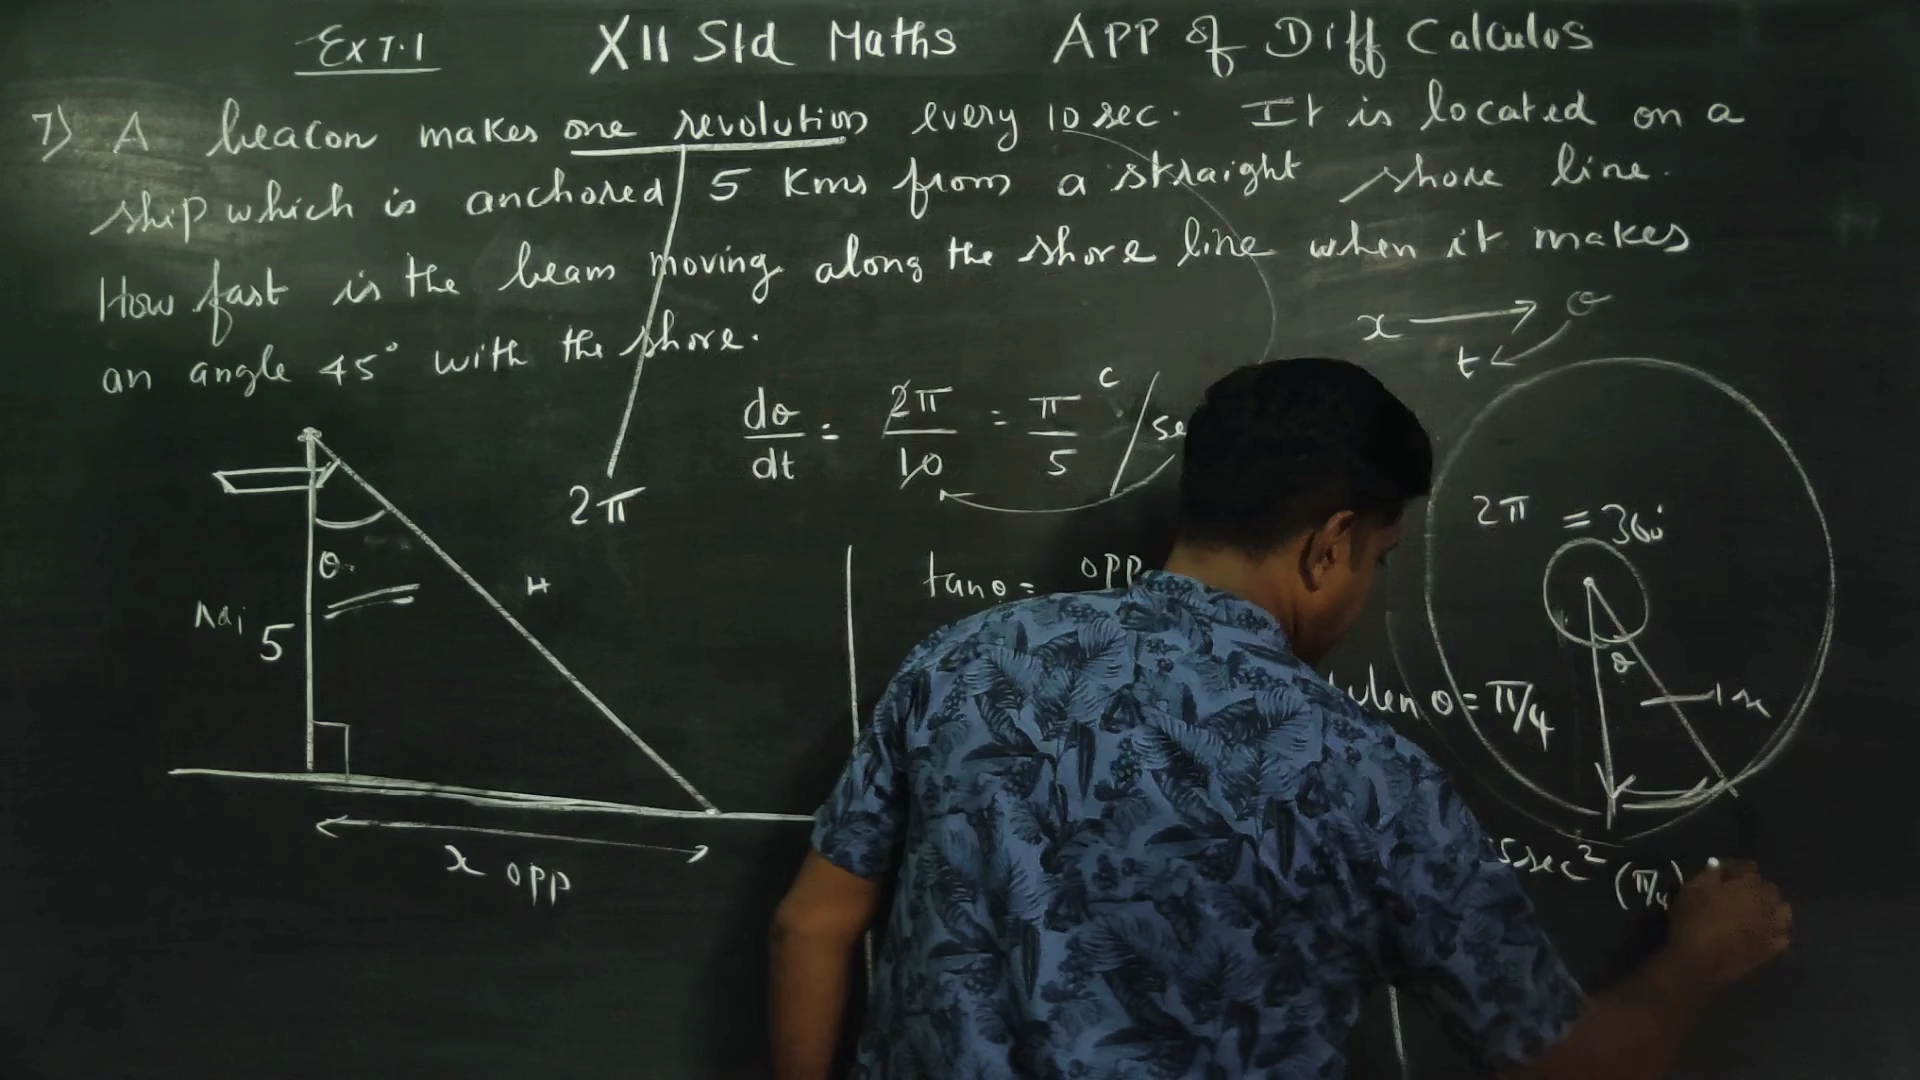 Ex 7.1 XII Std Maths APP of Diff Calculus
7) A beacon makes one revolution every 10 sec. It is located on a
ship which is anchored 5 Kms from a straight shore line.
How fast is the beam moving along the shore line when it makes
an angle 45° with the shore.
x → θ
t
dθ/dt = 2π/10 = π/5 c / se
2π
2π = 360°
θ
H
Adj 5
tan θ = opp
when θ = π/4
θ
x opp
5 sec² (π/4)